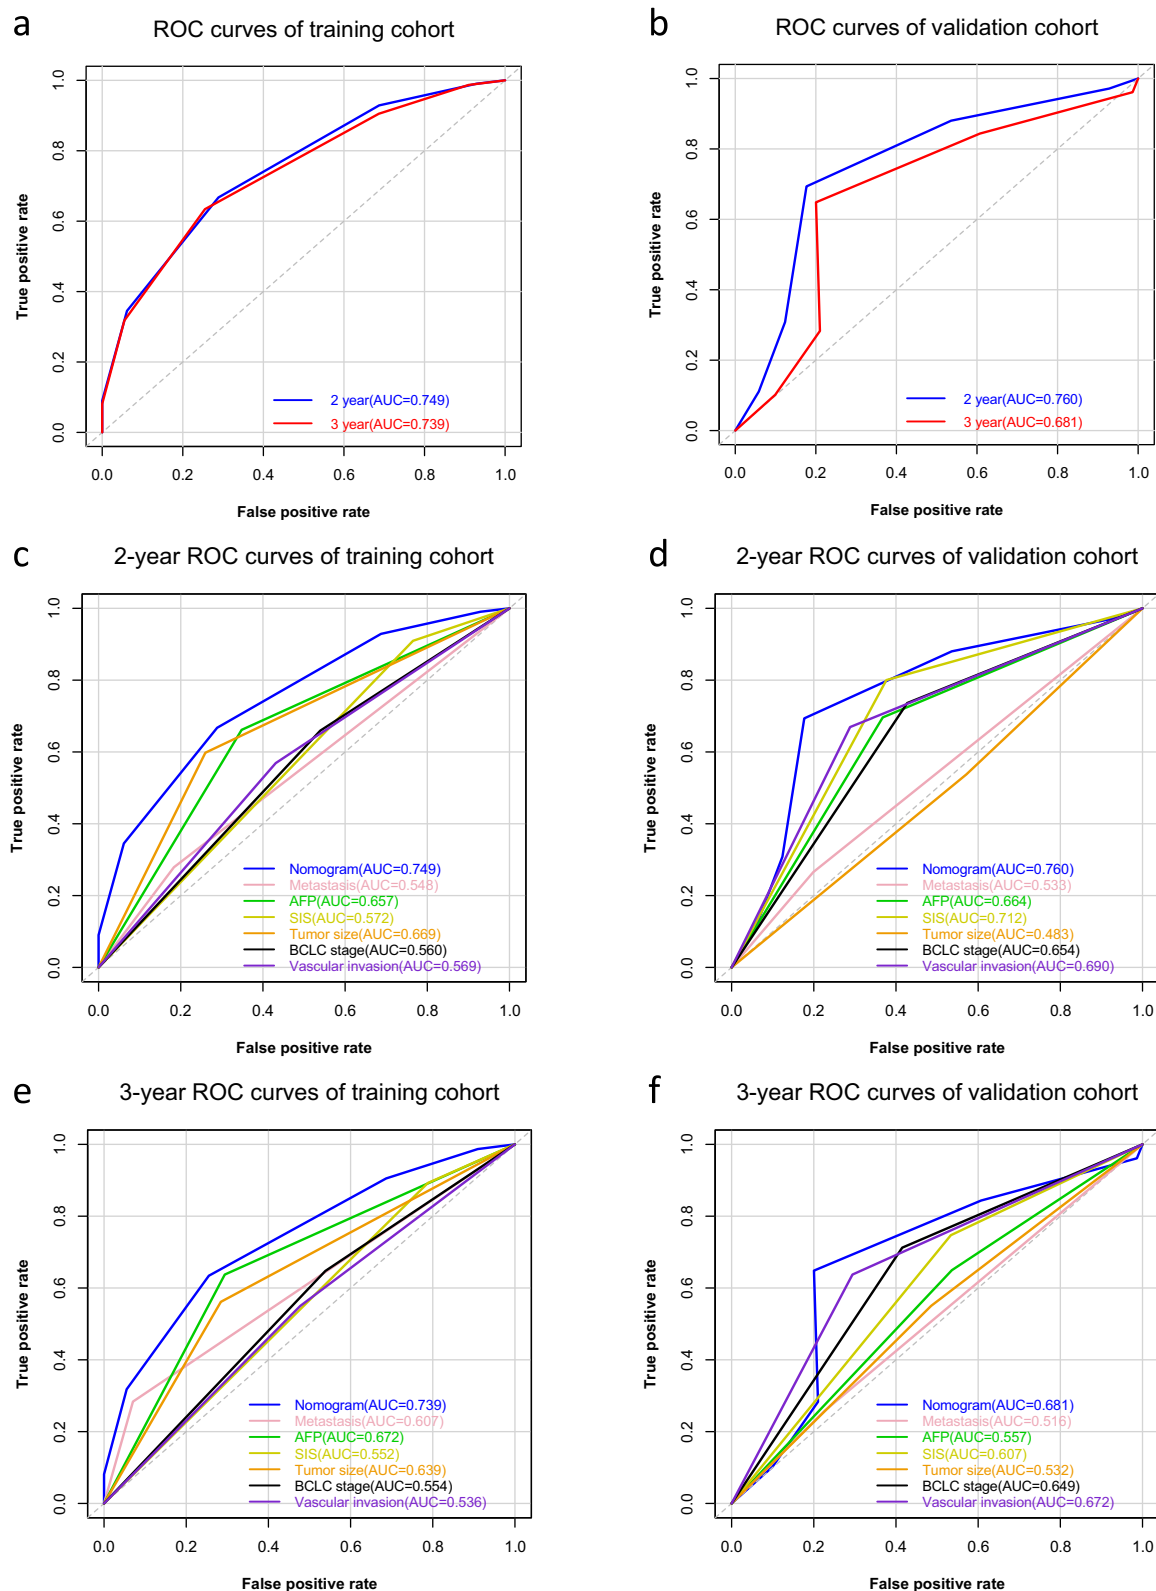 a
ROC curves of training cohort
True positive rate
1.0
0.8
0.6
0.4
0.2
0.0
2 year(AUC=0.749)
3 year(AUC=0.739)
0.0 0.2 0.4 0.6 0.8 1.0
False positive rate
b
ROC curves of validation cohort
True positive rate
1.0
0.8
0.6
0.4
0.2
0.0
2 year(AUC=0.760)
3 year(AUC=0.681)
0.0 0.2 0.4 0.6 0.8 1.0
False positive rate
c
2-year ROC curves of training cohort
True positive rate
1.0
0.8
0.6
0.4
0.2
0.0
Nomogram(AUC=0.749)
Metastasis(AUC=0.548)
AFP(AUC=0.657)
SIS(AUC=0.572)
Tumor size(AUC=0.669)
BCLC stage(AUC=0.560)
Vascular invasion(AUC=0.569)
0.0 0.2 0.4 0.6 0.8 1.0
False positive rate
d
2-year ROC curves of validation cohort
True positive rate
1.0
0.8
0.6
0.4
0.2
0.0
Nomogram(AUC=0.760)
Metastasis(AUC=0.533)
AFP(AUC=0.664)
SIS(AUC=0.712)
Tumor size(AUC=0.483)
BCLC stage(AUC=0.654)
Vascular invasion(AUC=0.690)
0.0 0.2 0.4 0.6 0.8 1.0
False positive rate
e
3-year ROC curves of training cohort
True positive rate
1.0
0.8
0.6
0.4
0.2
0.0
Nomogram(AUC=0.739)
Metastasis(AUC=0.607)
AFP(AUC=0.672)
SIS(AUC=0.552)
Tumor size(AUC=0.639)
BCLC stage(AUC=0.554)
Vascular invasion(AUC=0.536)
0.0 0.2 0.4 0.6 0.8 1.0
False positive rate
f
3-year ROC curves of validation cohort
True positive rate
1.0
0.8
0.6
0.4
0.2
0.0
Nomogram(AUC=0.681)
Metastasis(AUC=0.516)
AFP(AUC=0.557)
SIS(AUC=0.607)
Tumor size(AUC=0.532)
BCLC stage(AUC=0.649)
Vascular invasion(AUC=0.672)
0.0 0.2 0.4 0.6 0.8 1.0
False positive rate